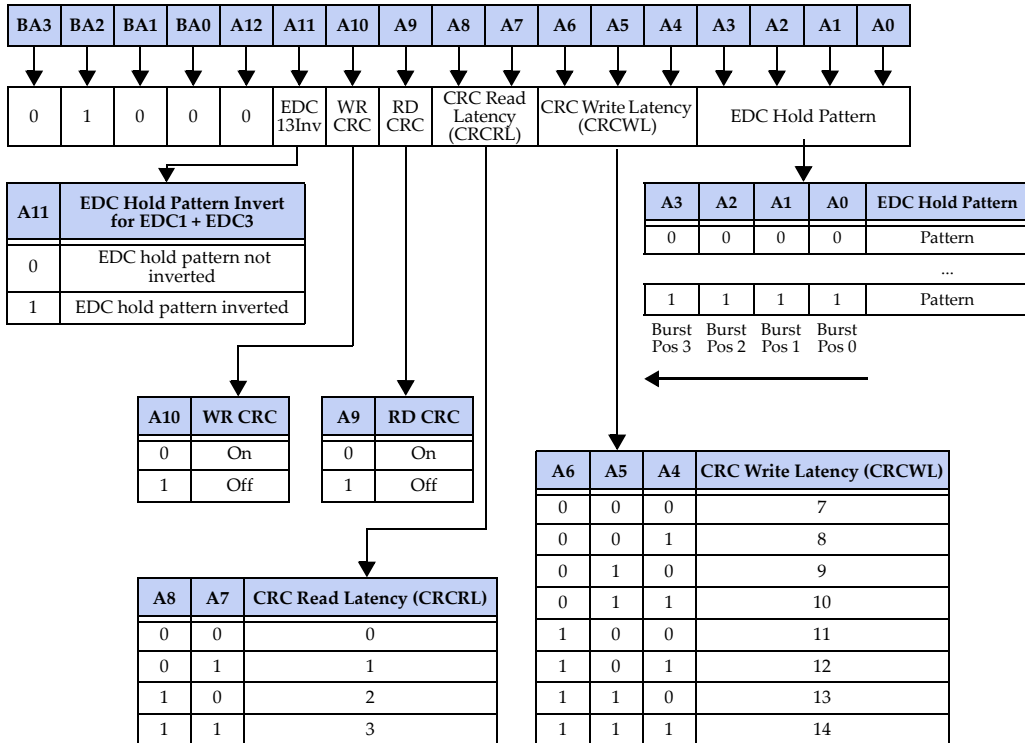 BA3 BA2 BA1 BA0 A12 A11 A10 A9 A8 A7 A6 A5 A4 A3 A2 A1 A0
0 1 0 0 0 EDC 13Inv WR CRC RD CRC CRC Read Latency (CRCRL) CRC Write Latency (CRCWL) EDC Hold Pattern
A11 EDC Hold Pattern Invert
for EDC1 + EDC3
0 EDC hold pattern not
inverted
1 EDC hold pattern inverted
A3 A2 A1 A0 EDC Hold Pattern
0 0 0 0 Pattern
...
1 1 1 1 Pattern
Burst Burst Burst Burst
Pos 3 Pos 2 Pos 1 Pos 0
A10 WR CRC
0 On
1 Off
A9 RD CRC
0 On
1 Off
A8 A7 CRC Read Latency (CRCRL)
0 0 0
0 1 1
1 0 2
1 1 3
A6 A5 A4 CRC Write Latency (CRCWL)
0 0 0 7
0 0 1 8
0 1 0 9
0 1 1 10
1 0 0 11
1 0 1 12
1 1 0 13
1 1 1 14